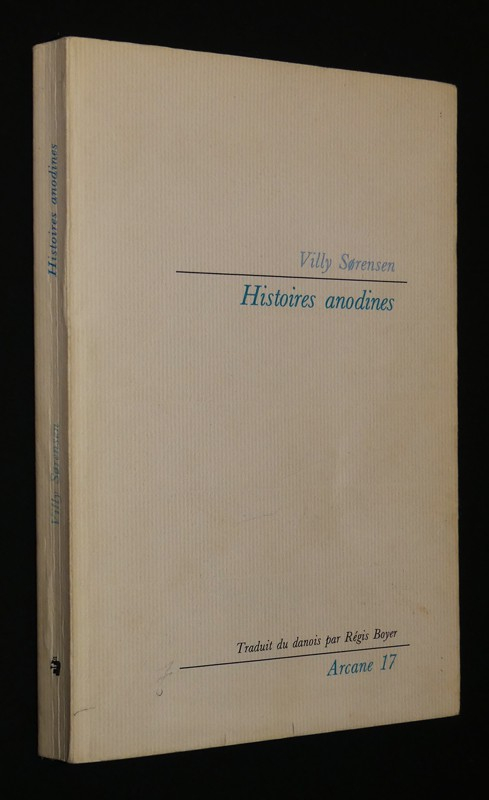 Villy Sørensen
Histoires anodines
Traduit du danois par Régis Boyer
Arcane 17
Histoires anodines
Villy Sørensen